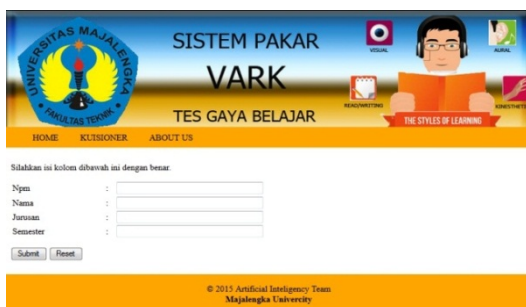 UNIVERSITAS MAJALENGKA
FAKULTAS TEKNIK
SISTEM PAKAR
VARK
TES GAYA BELAJAR
VISUAL
AURAL
READ/WRITING
KINESTHETIC
THE STYLES OF LEARNING
HOME KUISIONER ABOUT US
Silahkan isi kolom dibawah ini dengan benar.
Npm :
Nama :
Jurusan :
Semester :
Submit Reset
© 2015 Artificial Inteligency Team
Majalengka Univercity